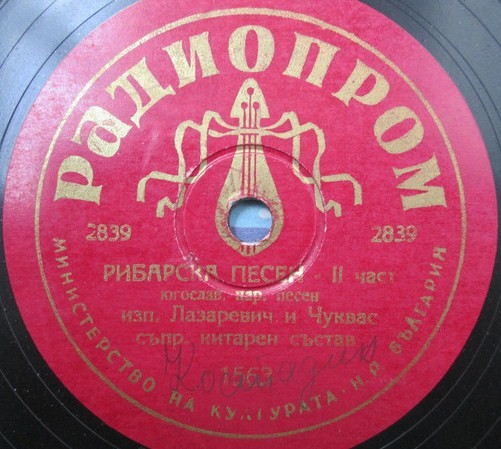 РАДИОПРОМ
2839 2839
РИБАРСКА ПЕСЕН - II част
югослав. нар. песен
изп. Лазаревич и Чуквас
съпр. китарен състав
1563
МИНИСТЕРСТВО НА КУЛТУРАТА · Н.Р. БЪЛГАРИЯ